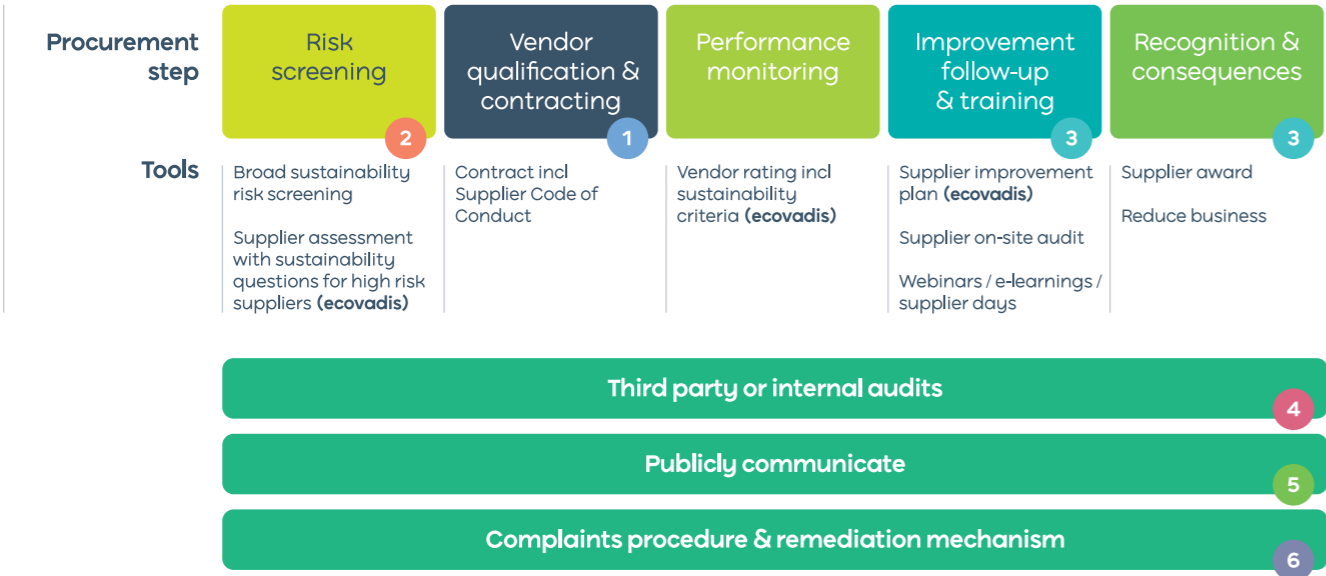 Procurement
step
Risk
screening
2
Vendor
qualification &
contracting
1
Performance
monitoring
Improvement
follow-up
& training
3
Recognition &
consequences
3
Tools
Broad sustainability
risk screening
Supplier assessment
with sustainability
questions for high risk
suppliers (ecovadis)
Contract incl
Supplier Code of
Conduct
Vendor rating incl
sustainability
criteria (ecovadis)
Supplier improvement
plan (ecovadis)
Supplier on-site audit
Webinars / e-learnings /
supplier days
Supplier award
Reduce business
Third party or internal audits
4
Publicly communicate
5
Complaints procedure & remediation mechanism
6